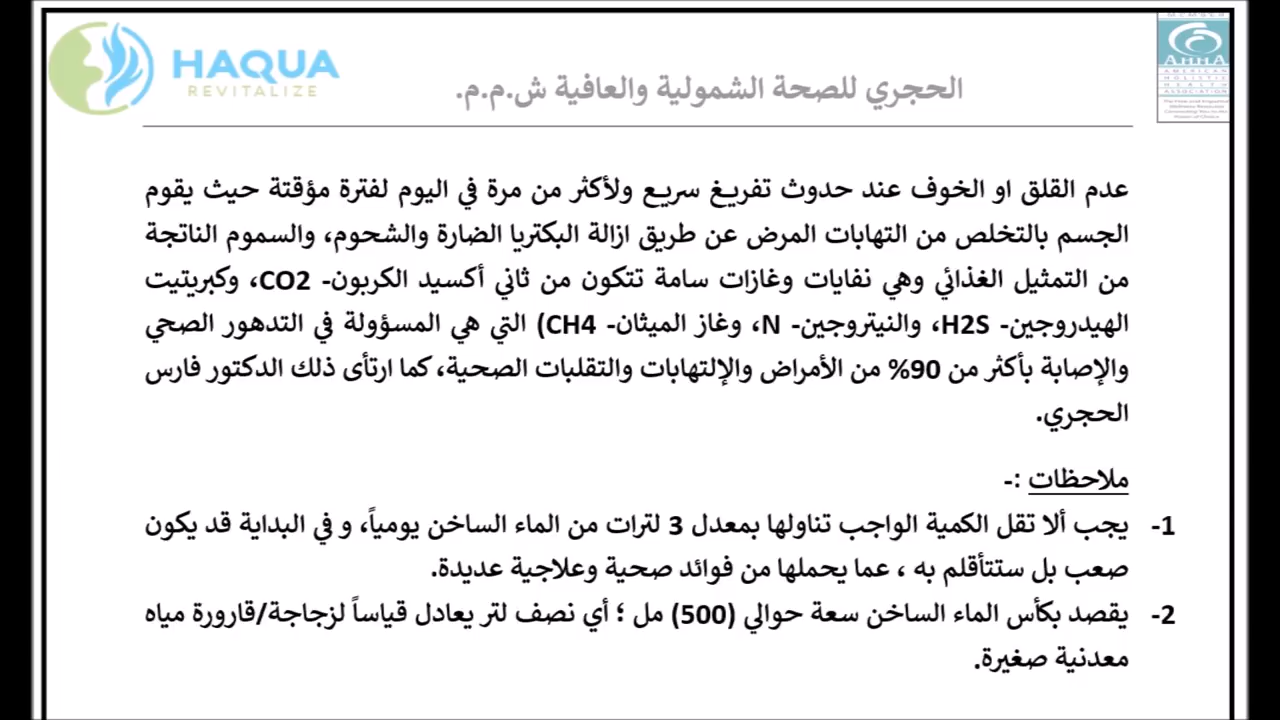 HAQUA
REVITALIZE
الحجري للصحة الشمولية والعافية ش.م.م.
AHHA
AMERICAN
HOLISTIC
HEALTH
ASSOCIATION
عدم القلق او الخوف عند حدوث تفريغ سريع ولأكثر من مرة في اليوم لفترة مؤقتة حيث يقوم
الجسم بالتخلص من التهابات المرض عن طريق ازالة البكتريا الضارة والشحوم، والسموم الناتجة
من التمثيل الغذائي وهي نفايات وغازات سامة تتكون من ثاني أكسيد الكربون- CO2، وكبريتيت
الهيدروجين- H2S، والنيتروجين- N، وغاز الميثان- CH4) التي هي المسؤولة في التدهور الصحي
والإصابة بأكثر من 90% من الأمراض والإلتهابات والتقلبات الصحية، كما ارتأى ذلك الدكتور فارس
الحجري.
ملاحظات :-
1- يجب ألا تقل الكمية الواجب تناولها بمعدل 3 لترات من الماء الساخن يومياً، و في البداية قد يكون
صعب بل ستتأقلم به ، عما يحملها من فوائد صحية وعلاجية عديدة.
2- يقصد بكأس الماء الساخن سعة حوالي (500) مل ؛ أي نصف لتر يعادل قياساً لزجاجة/قارورة مياه
معدنية صغيرة.